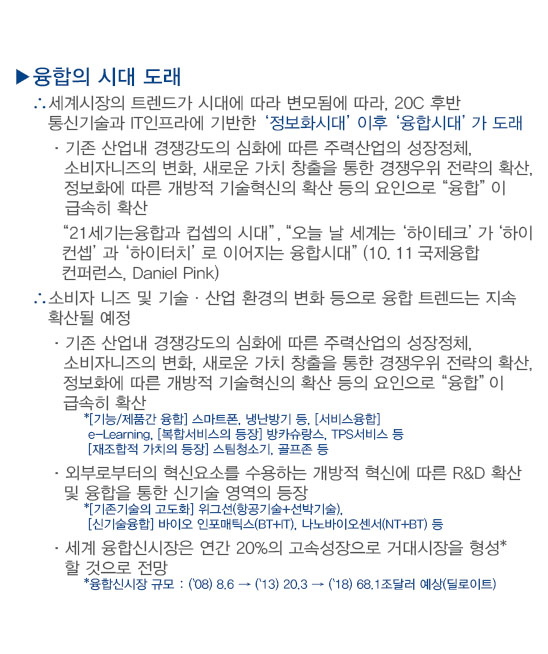 ▶융합의 시대 도래
∴세계시장의 트렌드가 시대에 따라 변모됨에 따라, 20C 후반
통신기술과 IT인프라에 기반한 ‘정보화시대’ 이후 ‘융합시대’ 가 도래
· 기존 산업내 경쟁강도의 심화에 따른 주력산업의 성장정체,
소비자니즈의 변화, 새로운 가치 창출을 통한 경쟁우위 전략의 확산,
정보화에 따른 개방적 기술혁신의 확산 등의 요인으로 “융합” 이
급속히 확산
“21세기는융합과 컵셉의 시대”, “오늘 날 세계는 ‘하이테크’ 가 ‘하이
컨셉’ 과 ‘하이터치’ 로 이어지는 융합시대” (10. 11 국제융합
컨퍼런스, Daniel Pink)
∴소비자 니즈 및 기술 · 산업 환경의 변화 등으로 융합 트렌드는 지속
확산될 예정
· 기존 산업내 경쟁강도의 심화에 따른 주력산업의 성장정체,
소비자니즈의 변화, 새로운 가치 창출을 통한 경쟁우위 전략의 확산,
정보화에 따른 개방적 기술혁신의 확산 등의 요인으로 “융합” 이
급속히 확산
*[기능/제품간 융합] 스마트폰, 냉난방기 등, [서비스융합]
e-Learning, [복합서비스의 등장] 방카슈랑스, TPS서비스 등
[재조합적 가치의 등장] 스팀청소기, 골프존 등
· 외부로부터의 혁신요소를 수용하는 개방적 혁신에 따른 R&D 확산
및 융합을 통한 신기술 영역의 등장
*[기존기술의 고도화] 위그선(항공기술+선박기술),
[신기술융합] 바이오 인포매틱스(BT+IT), 나노바이오센서(NT+BT) 등
· 세계 융합신시장은 연간 20%의 고속성장으로 거대시장을 형성*
할 것으로 전망
*융합신시장 규모 : (’08) 8.6 → (‘13) 20.3 → (‘18) 68.1조달러 예상(딜로이트)